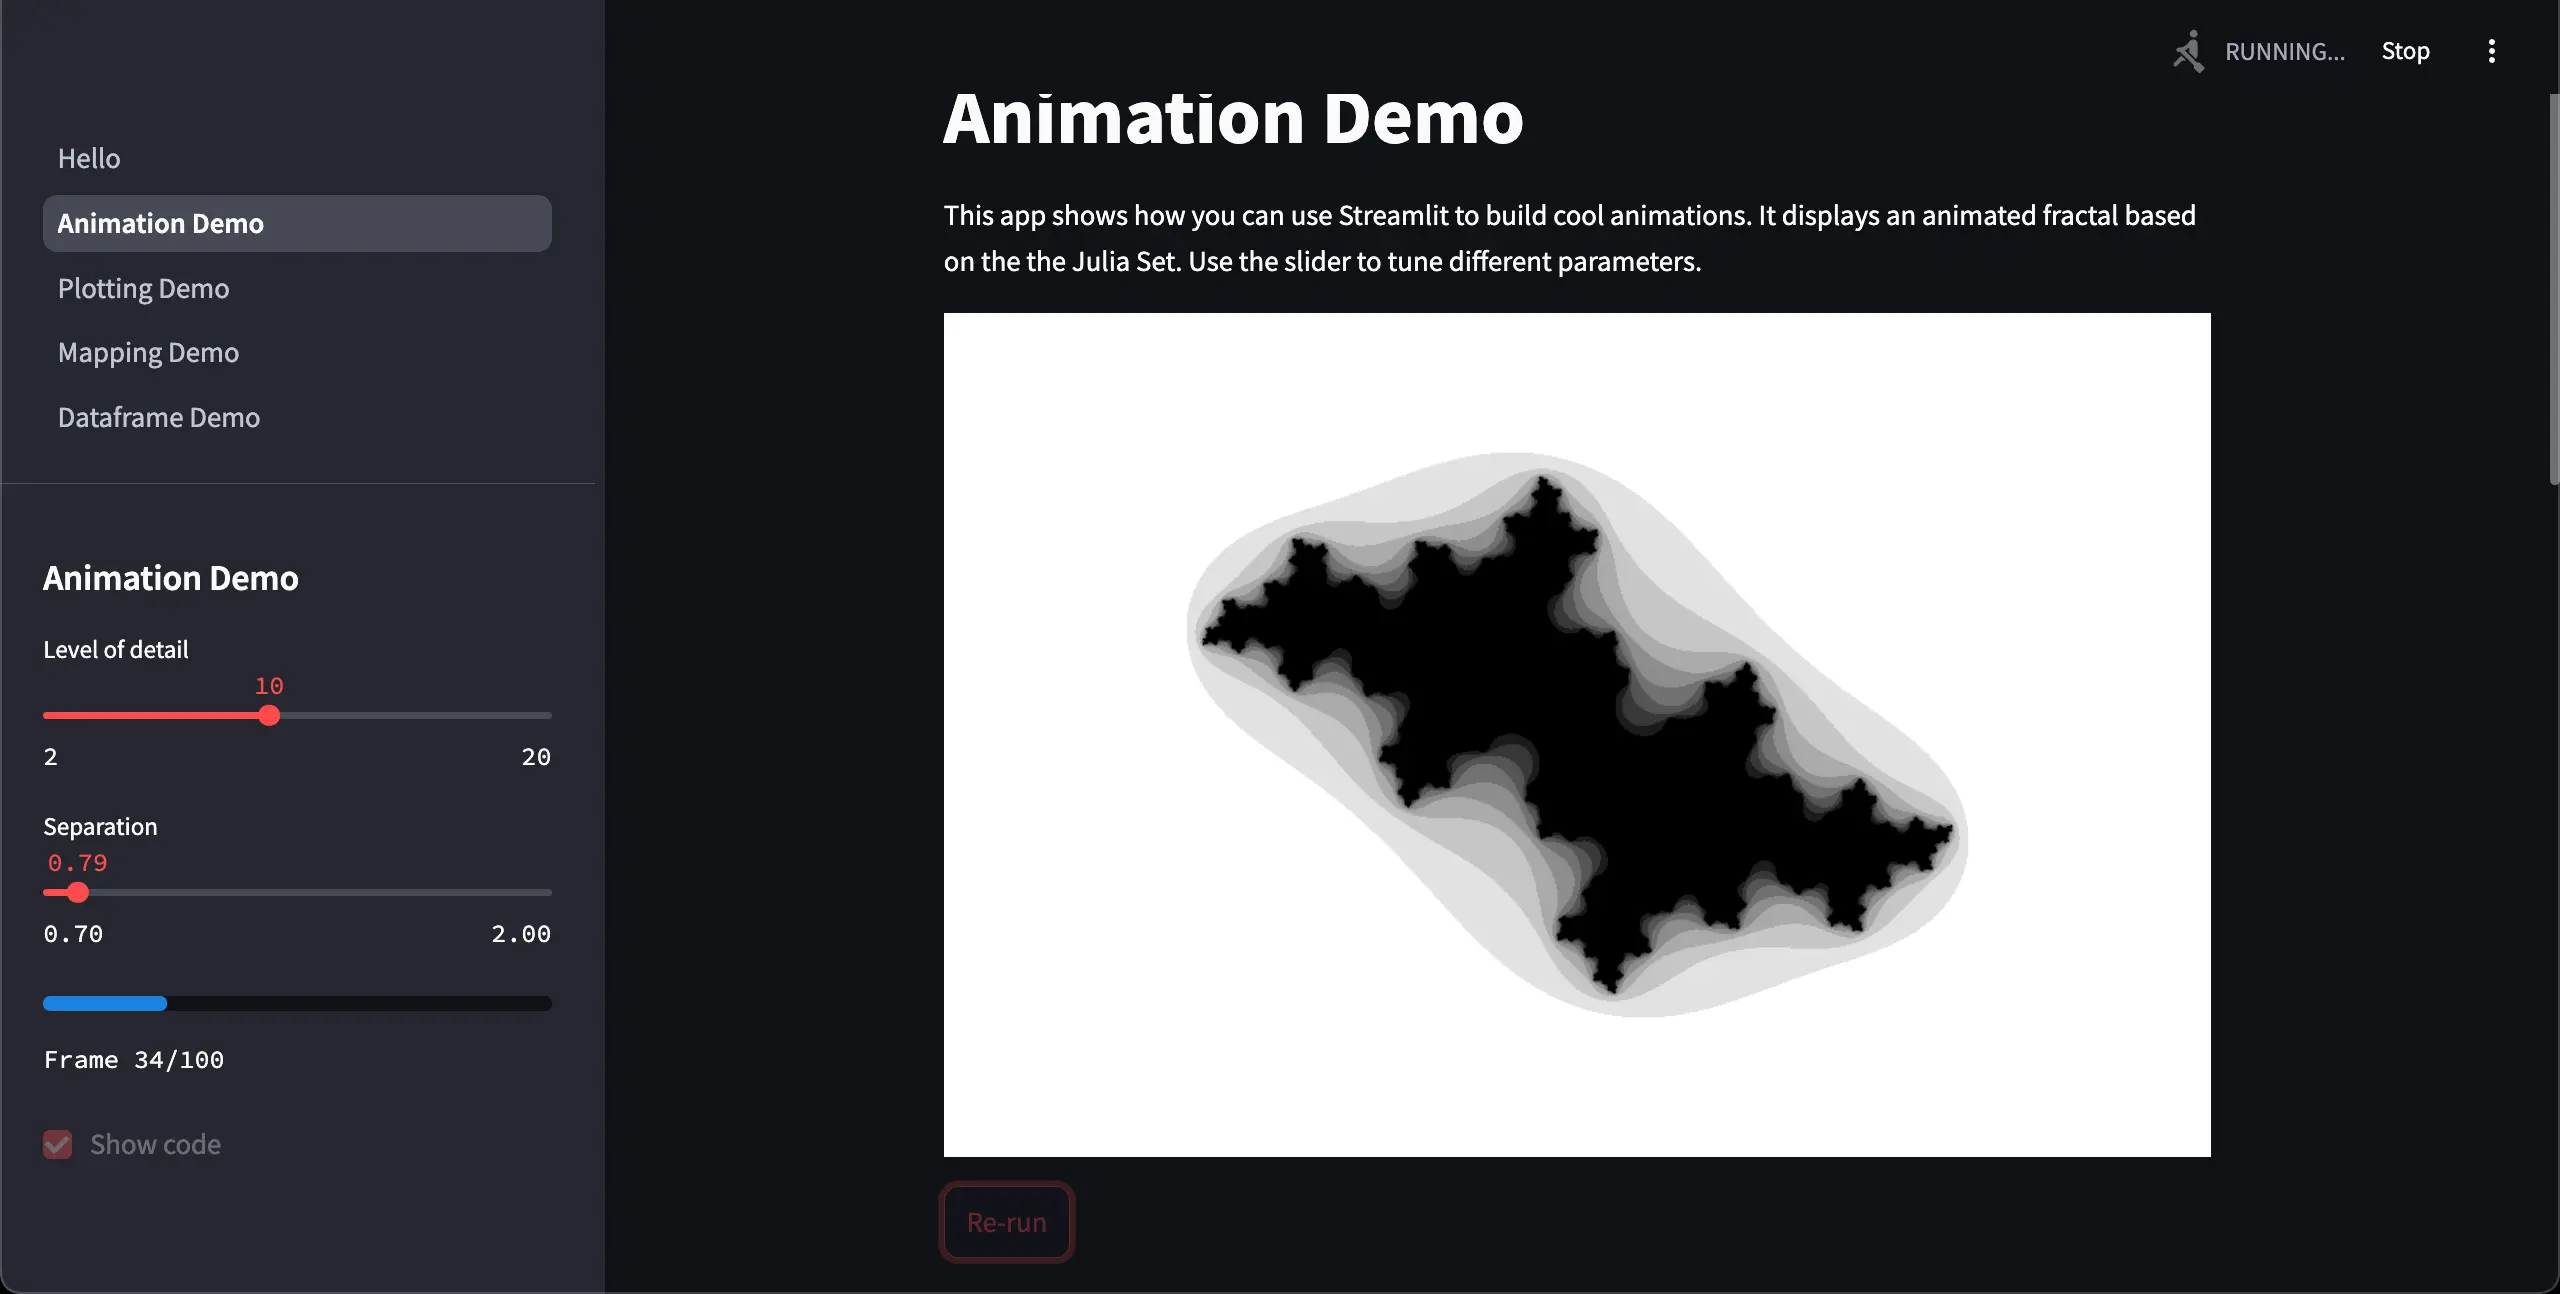 RUNNING...
Stop
Hello
Animation Demo
Plotting Demo
Mapping Demo
Dataframe Demo
Animation Demo
Level of detail
10
2 20
Separation
0.79
0.70 2.00
Frame 34/100
Show code
Animation Demo
This app shows how you can use Streamlit to build cool animations. It displays an animated fractal based
on the the Julia Set. Use the slider to tune different parameters.
Re-run